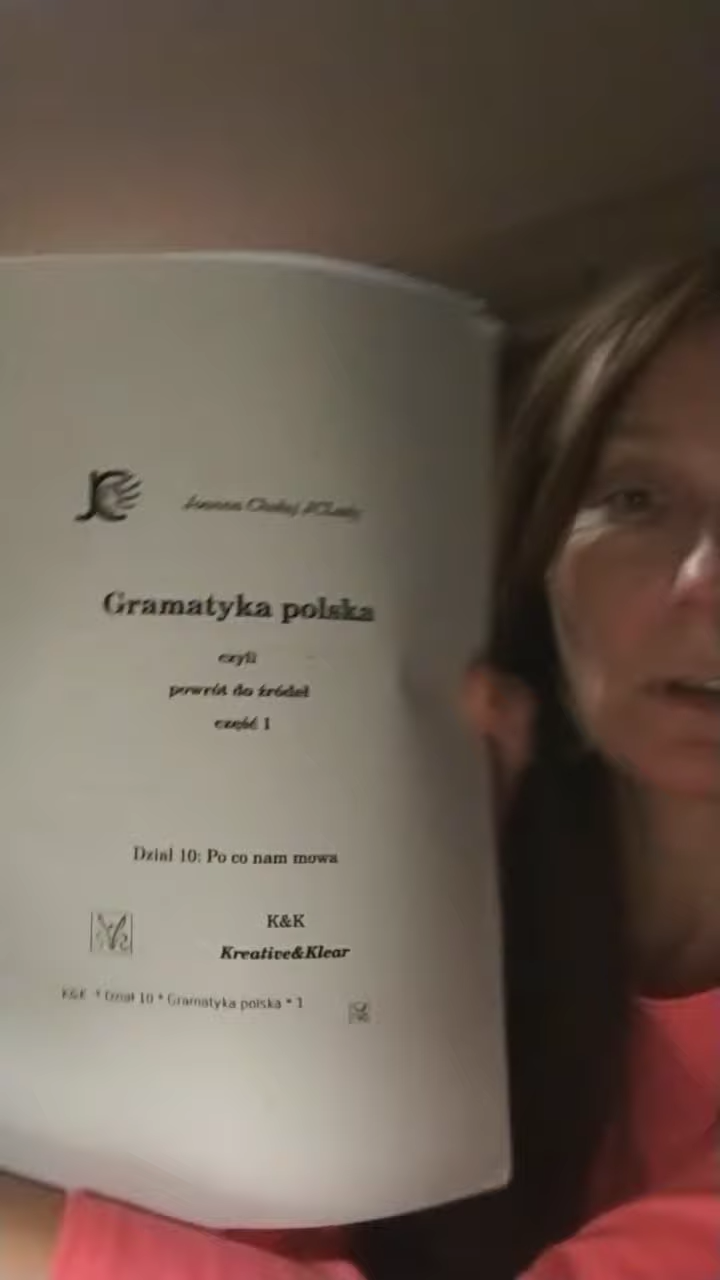 Joanna
Gramatyka polska
czyli
powrót do źródeł
część 1
Dział 10: Po co nam mowa
K&K
Kreative&Klear
K&K * Dział 10 * Gramatyka polska * 1